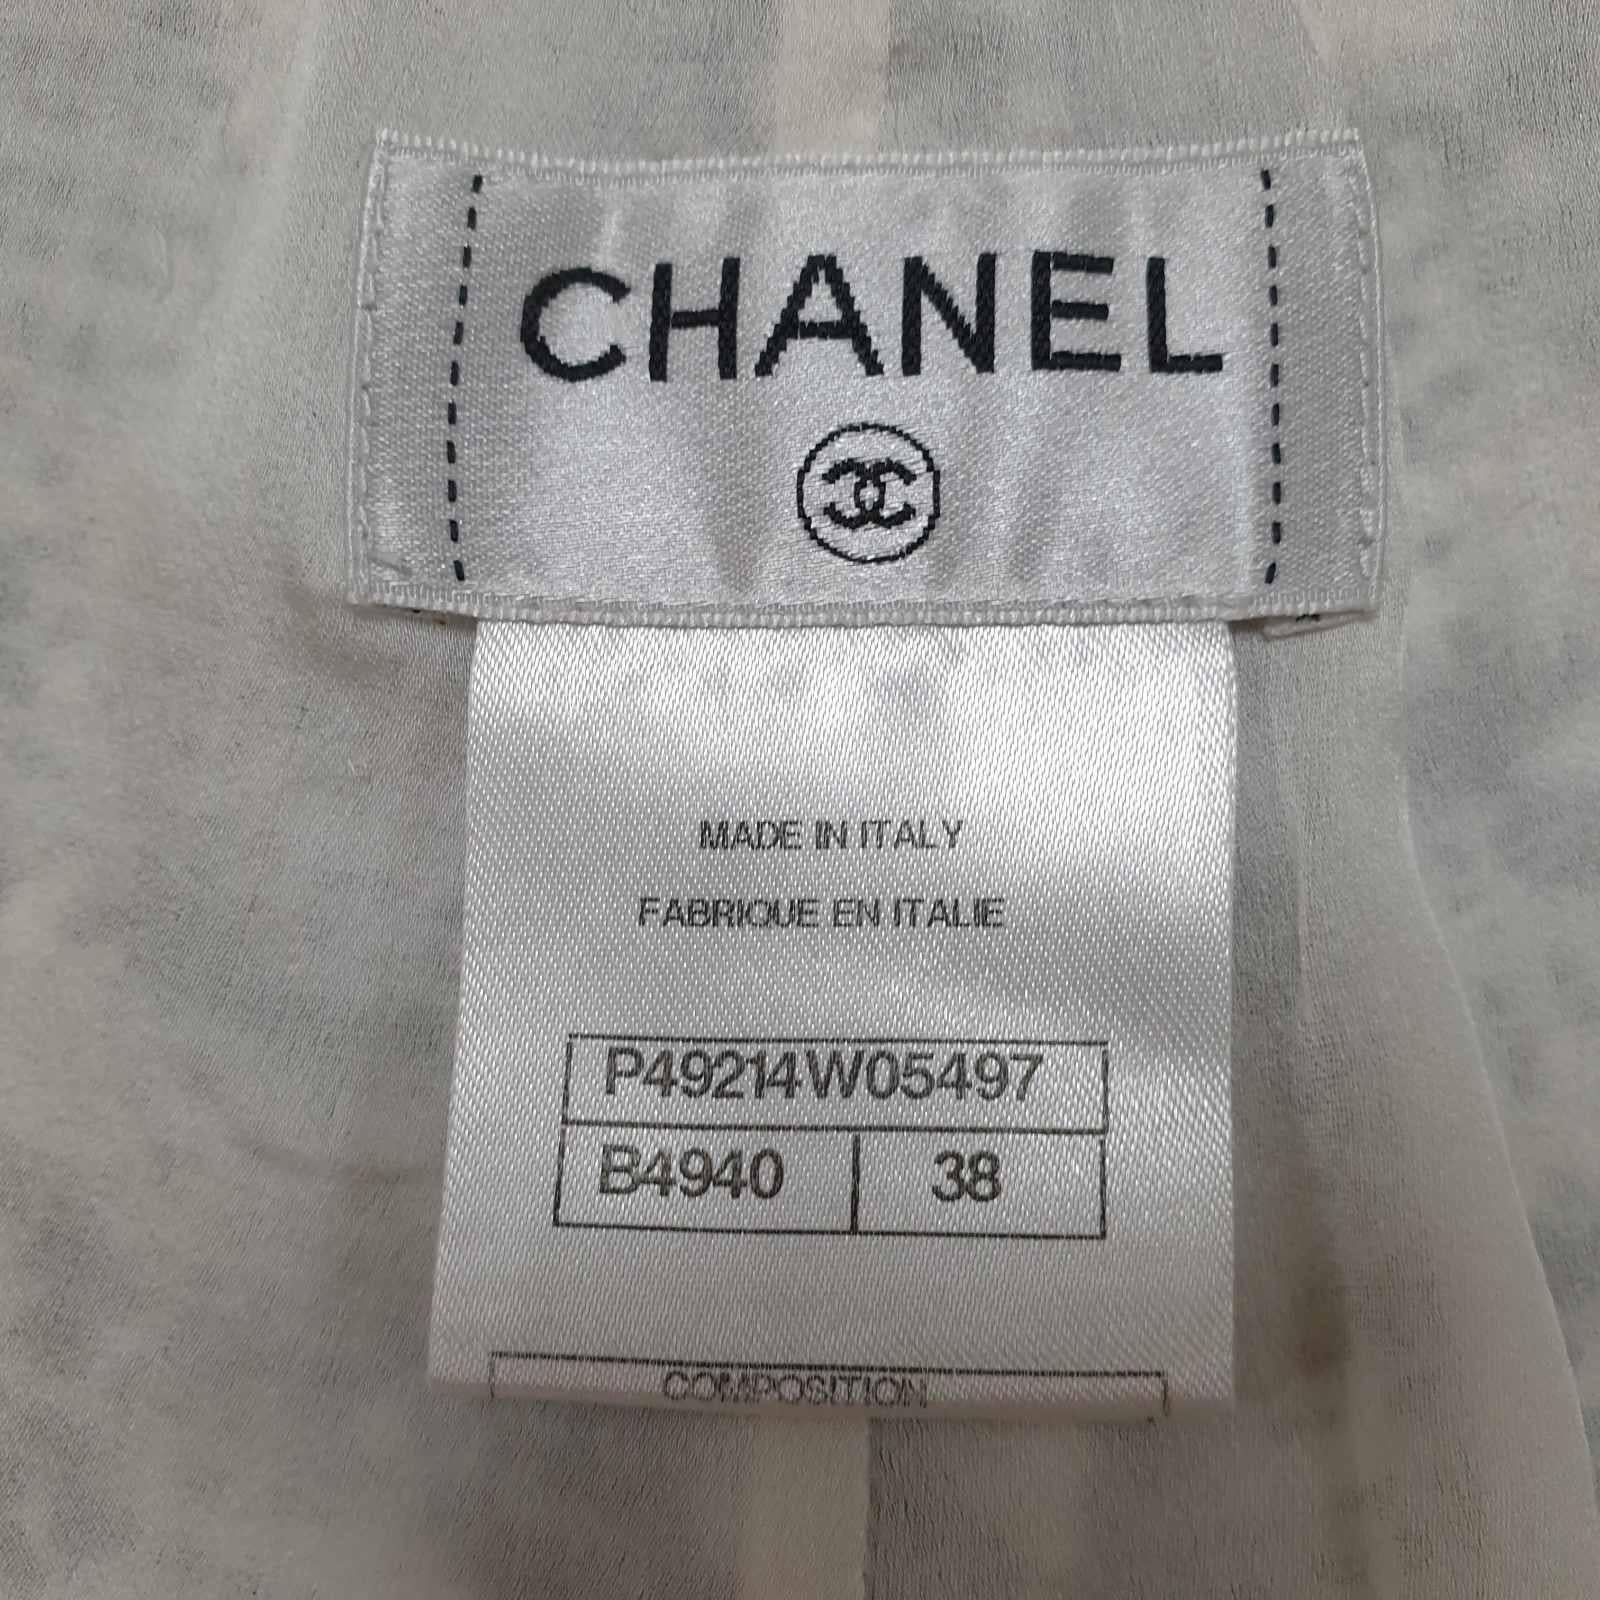 CHANEL
MADE IN ITALY
FABRIQUE EN ITALIE
P49214W05497
B4940 38
COMPOSITION